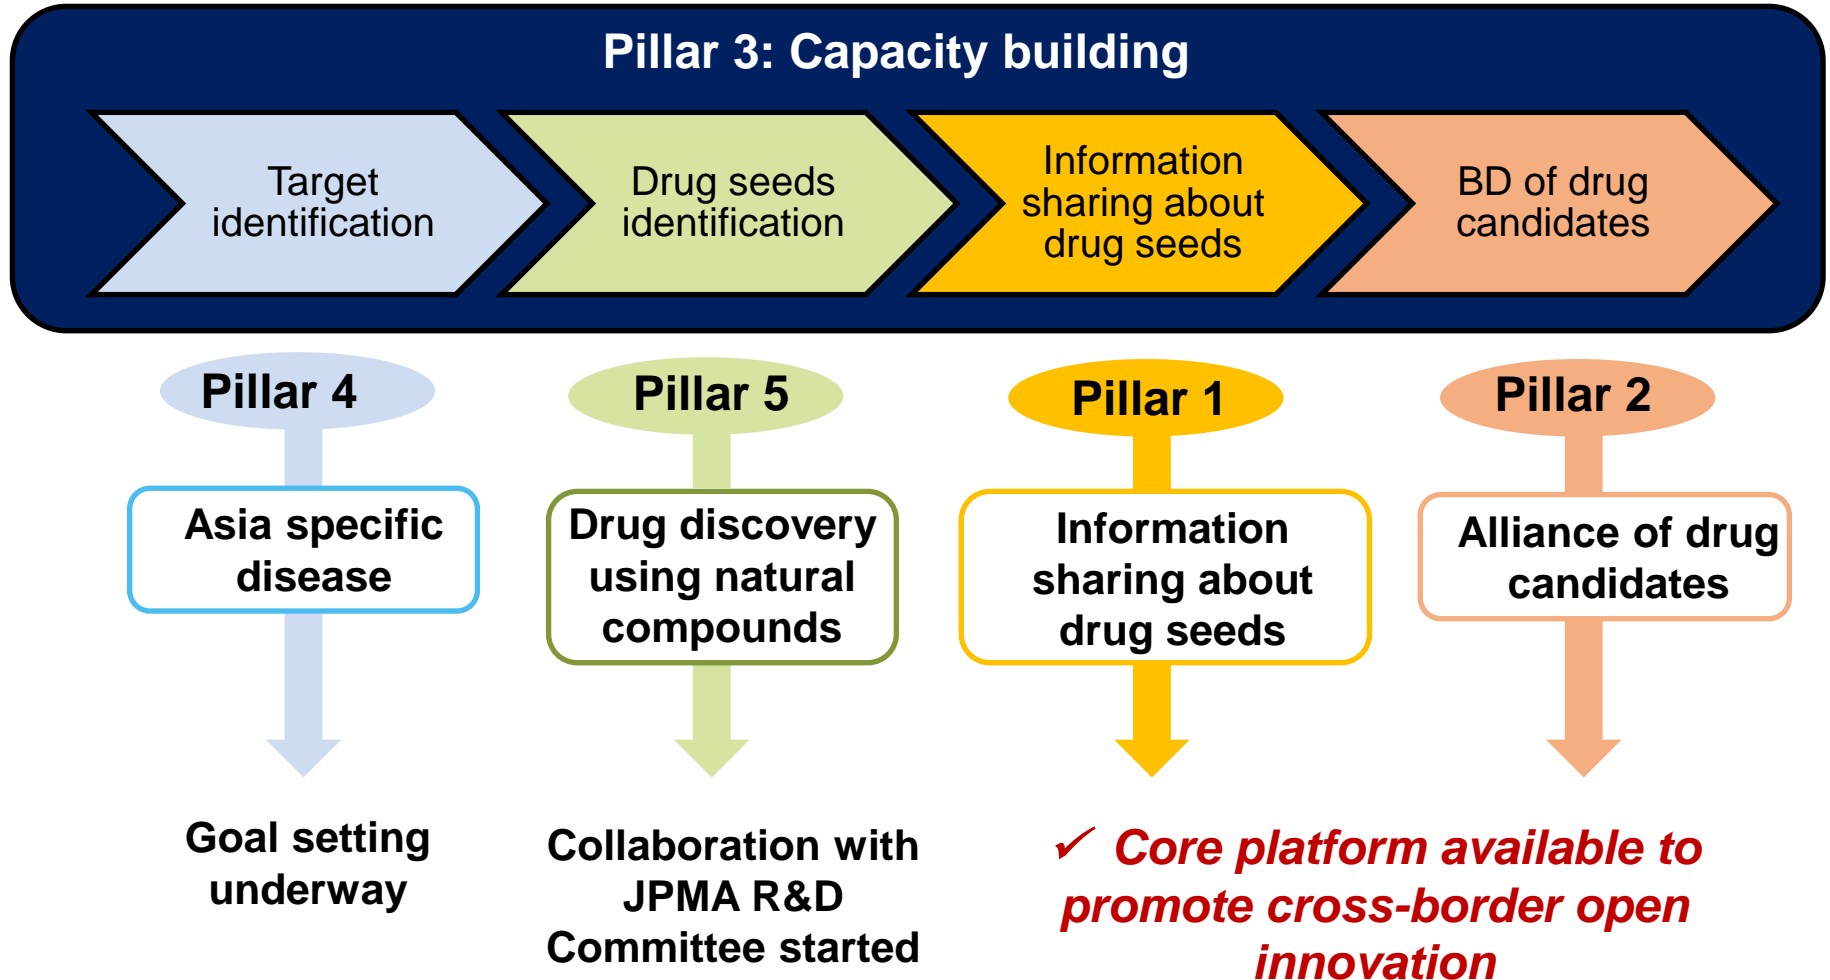 Pillar 3: Capacity building
Target
identification
Drug seeds
identification
Information
sharing about
drug seeds
BD of drug
candidates
Pillar 4
Pillar 5
Pillar 1
Pillar 2
Asia specific
disease
Drug discovery
using natural
compounds
Information
sharing about
drug seeds
Alliance of drug
candidates
Goal setting
underway
Collaboration with
JPMA R&D
Committee started
✓ Core platform available to
promote cross-border open
innovation